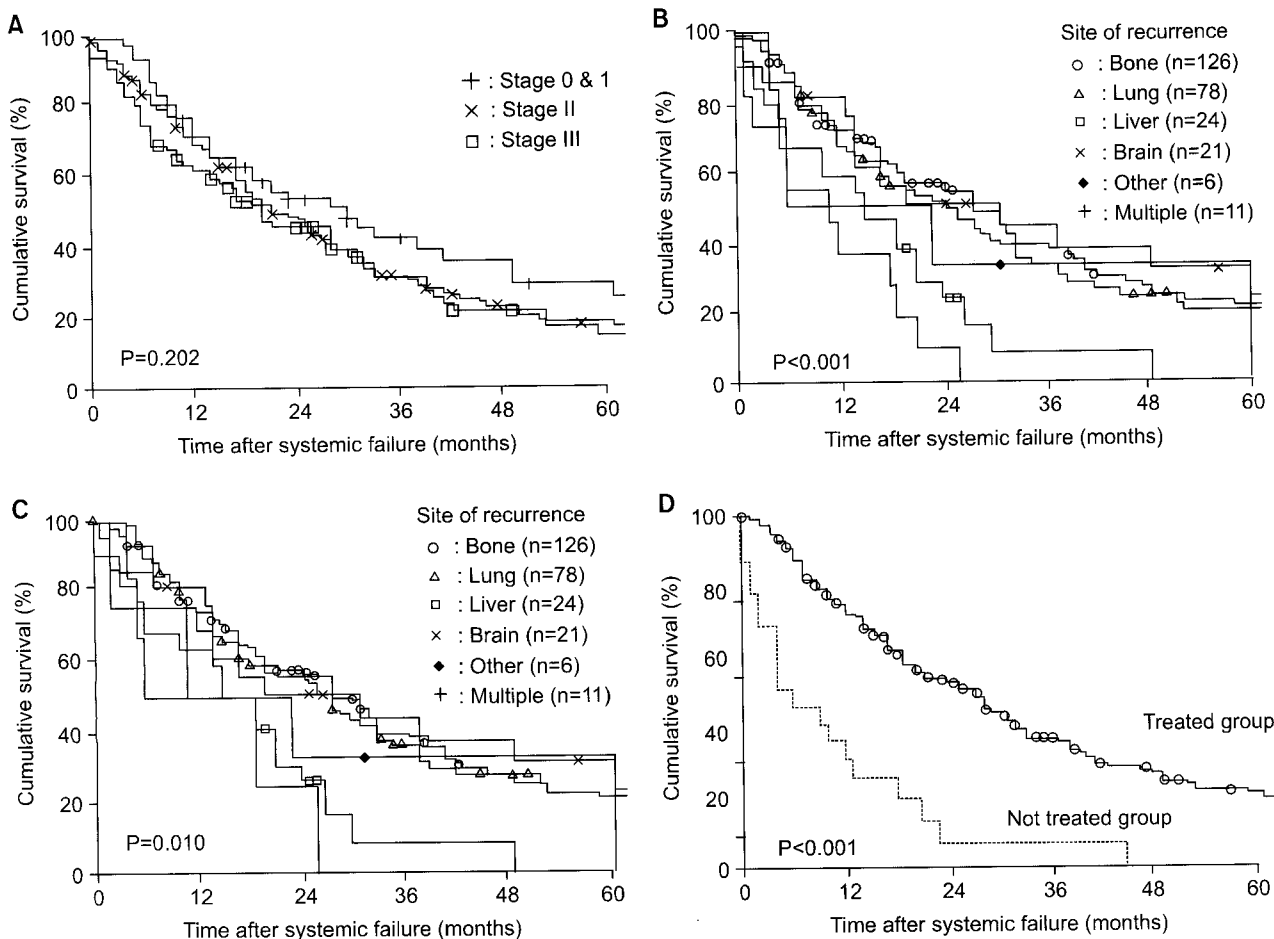 A
Cumulative survival (%)
100
80
60
40
20
0
+ : Stage 0 & 1
× : Stage II
□ : Stage III
P=0.202
0 12 24 36 48 60
Time after systemic failure (months)
B
Cumulative survival (%)
100
80
60
40
20
0
Site of recurrence
○ : Bone (n=126)
△ : Lung (n=78)
□ : Liver (n=24)
× : Brain (n=21)
◆ : Other (n=6)
+ : Multiple (n=11)
P<0.001
0 12 24 36 48 60
Time after systemic failure (months)
C
Cumulative survival (%)
100
80
60
40
20
0
Site of recurrence
○ : Bone (n=126)
△ : Lung (n=78)
□ : Liver (n=24)
× : Brain (n=21)
◆ : Other (n=6)
+ : Multiple (n=11)
P=0.010
0 12 24 36 48 60
Time after systemic failure (months)
D
Cumulative survival (%)
100
80
60
40
20
0
Treated group
Not treated group
P<0.001
0 12 24 36 48 60
Time after systemic failure (months)